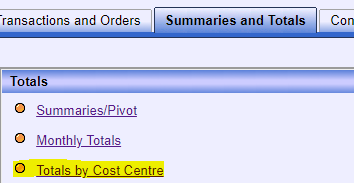 Transactions and Orders Summaries and Totals
Totals
Summaries/Pivot
Monthly Totals
Totals by Cost Centre